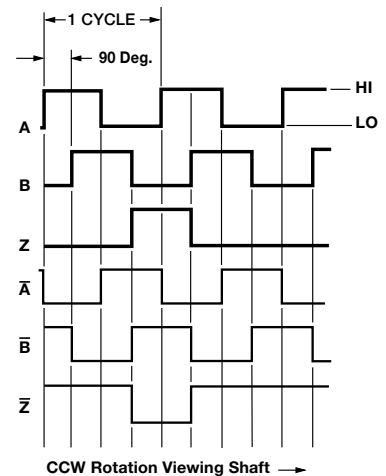 1 CYCLE
90 Deg.
HI
LO
A
B
Z
A̅
B̅
Z̅
CCW Rotation Viewing Shaft →